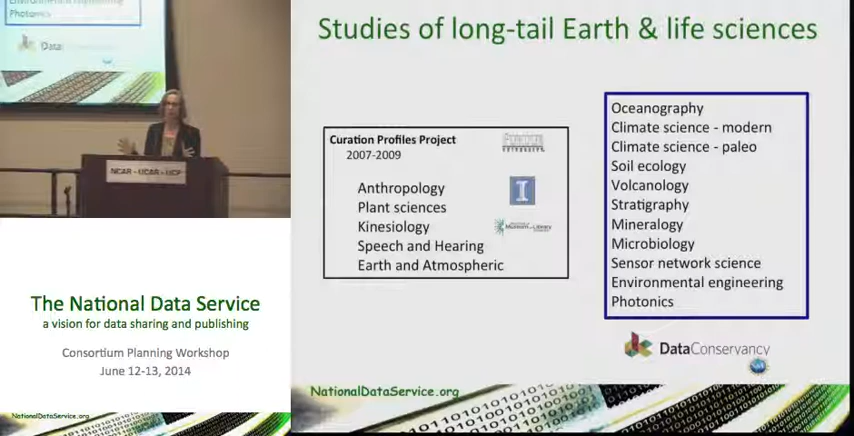 Data
NCAR - UCAR - UCP
The National Data Service
a vision for data sharing and publishing
Consortium Planning Workshop
June 12-13, 2014
NationalDataService.org
Studies of long-tail Earth & life sciences
Curation Profiles Project
2007-2009
Anthropology
Plant sciences
Kinesiology
Speech and Hearing
Earth and Atmospheric
Oceanography
Climate science - modern
Climate science - paleo
Soil ecology
Volcanology
Stratigraphy
Mineralogy
Microbiology
Sensor network science
Environmental engineering
Photonics
DataConservancy
NationalDataService.org